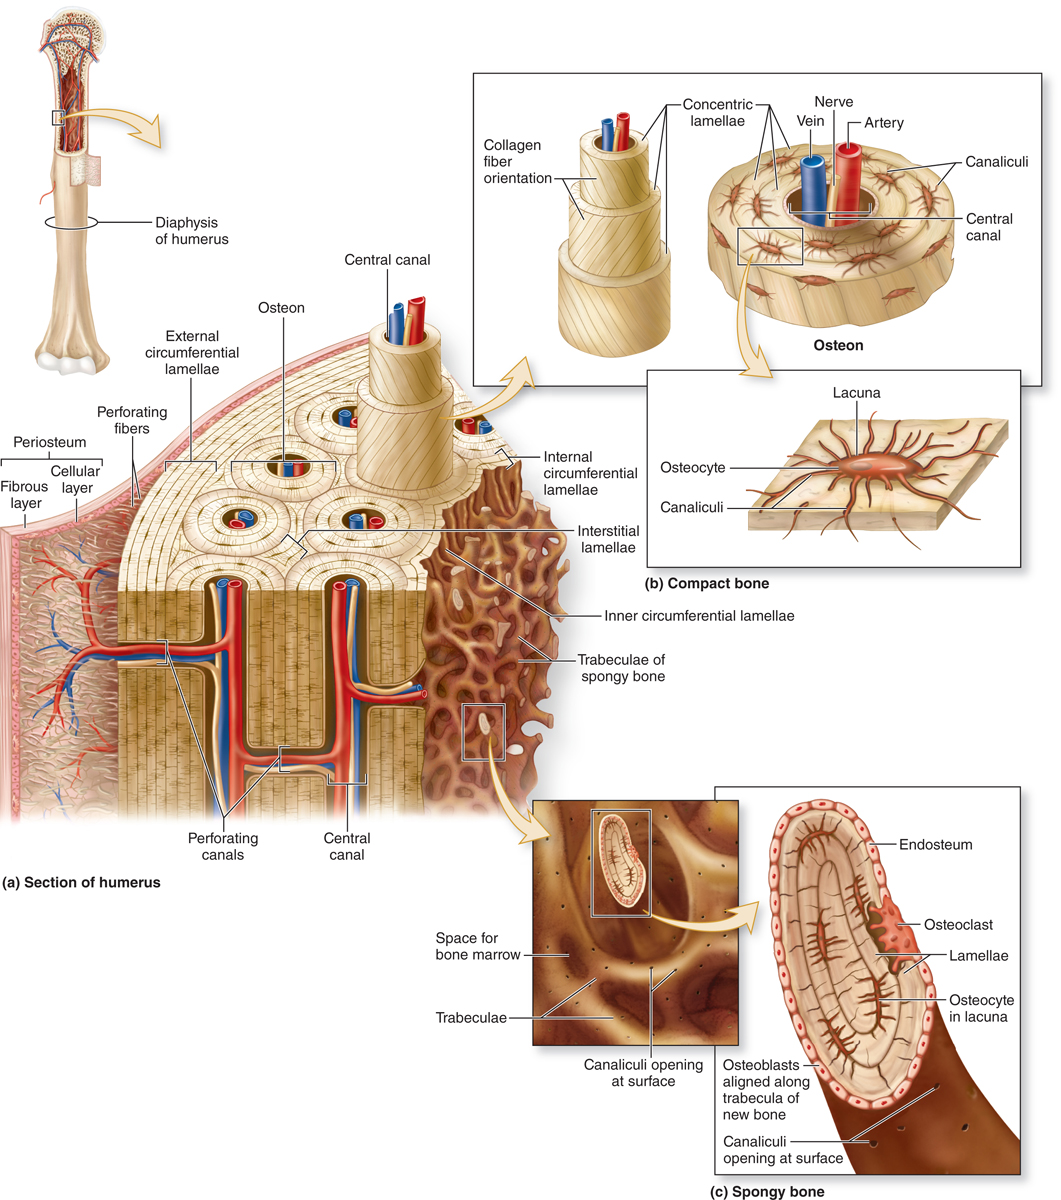 Diaphysis
of humerus
Central canal
Osteon
External
circumferential
lamellae
Perforating
fibers
Periosteum
Cellular
layer
Fibrous
layer
Internal
circumferential
lamellae
Interstitial
lamellae
Inner circumferential lamellae
Trabeculae of
spongy bone
Perforating
canals
Central
canal
(a) Section of humerus
Collagen
fiber
orientation
Concentric
lamellae
Nerve
Vein
Artery
Canaliculi
Central
canal
Osteon
Lacuna
Osteocyte
Canaliculi
(b) Compact bone
Space for
bone marrow
Trabeculae
Canaliculi opening
at surface
Endosteum
Osteoclast
Lamellae
Osteocyte
in lacuna
Osteoblasts
aligned along
trabecula of
new bone
Canaliculi
opening at surface
(c) Spongy bone